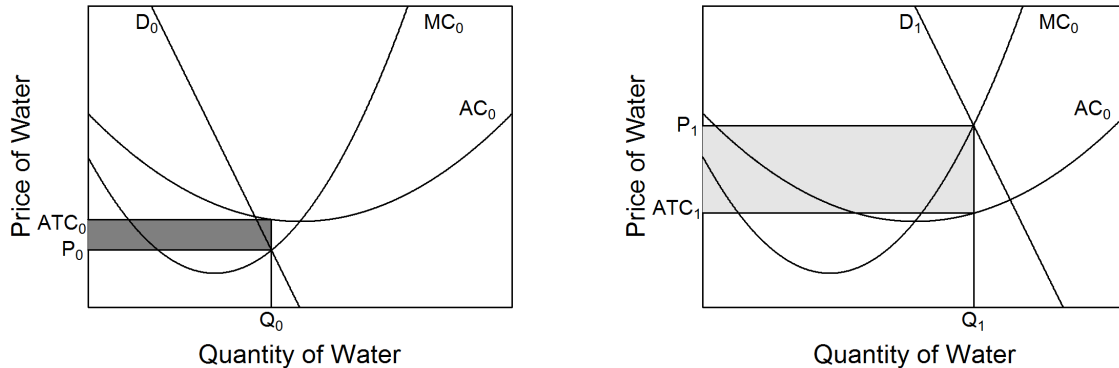 D₀
MC₀
AC₀
Price of Water
ATC₀
P₀
Q₀
Quantity of Water
D₁
MC₀
AC₀
Price of Water
P₁
ATC₁
Q₁
Quantity of Water